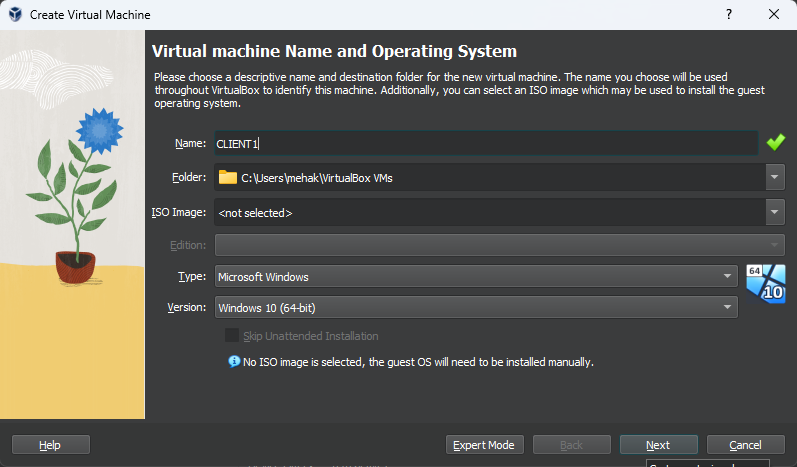 Create Virtual Machine
?
Virtual machine Name and Operating System
Please choose a descriptive name and destination folder for the new virtual machine. The name you choose will be used
throughout VirtualBox to identify this machine. Additionally, you can select an ISO image which may be used to install the guest
operating system.
Name: CLIENT1
Folder: C:\Users\mehak\VirtualBox VMs
ISO Image: <not selected>
Edition:
Type: Microsoft Windows
64
10
Version: Windows 10 (64-bit)
Skip Unattended Installation
No ISO image is selected, the guest OS will need to be installed manually.
Help Expert Mode Back Next Cancel